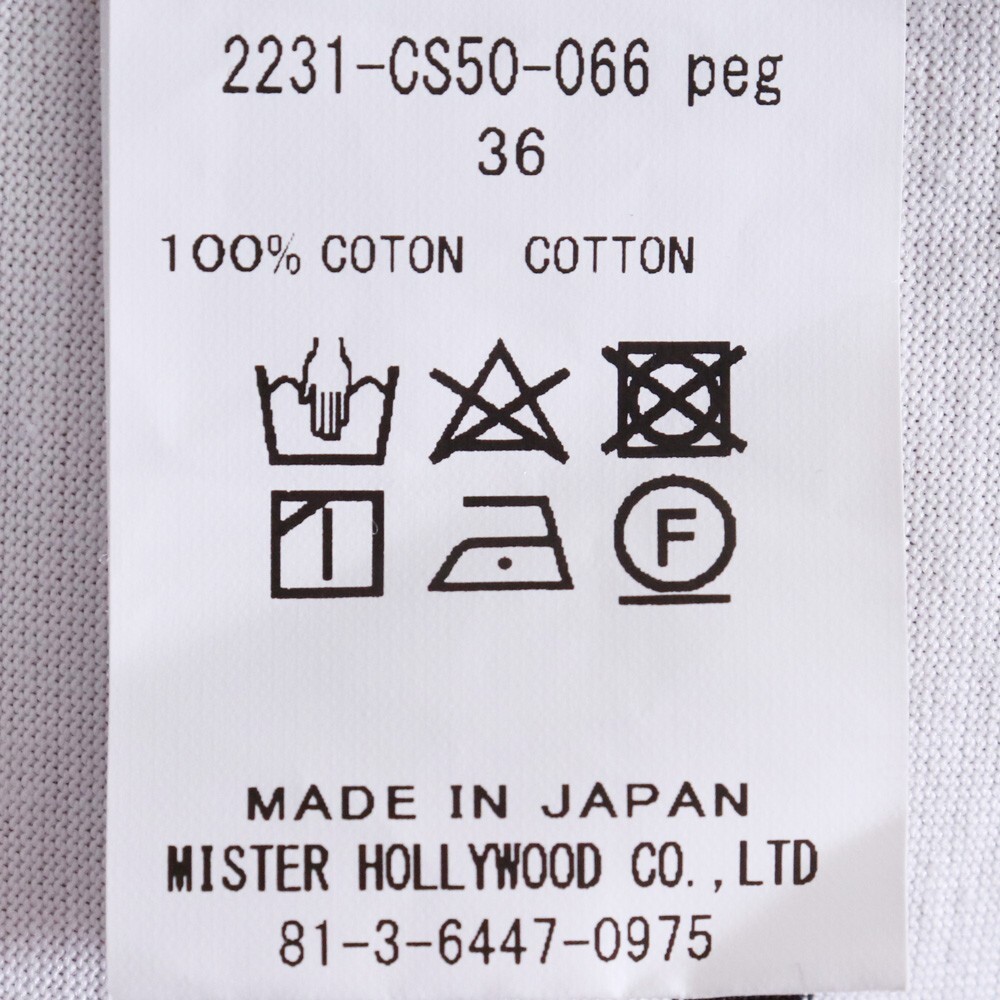 2231-CS50-066 peg
36
100% COTON COTTON
F
MADE IN JAPAN
MISTER HOLLYWOOD CO.,LTD
81-3-6447-0975